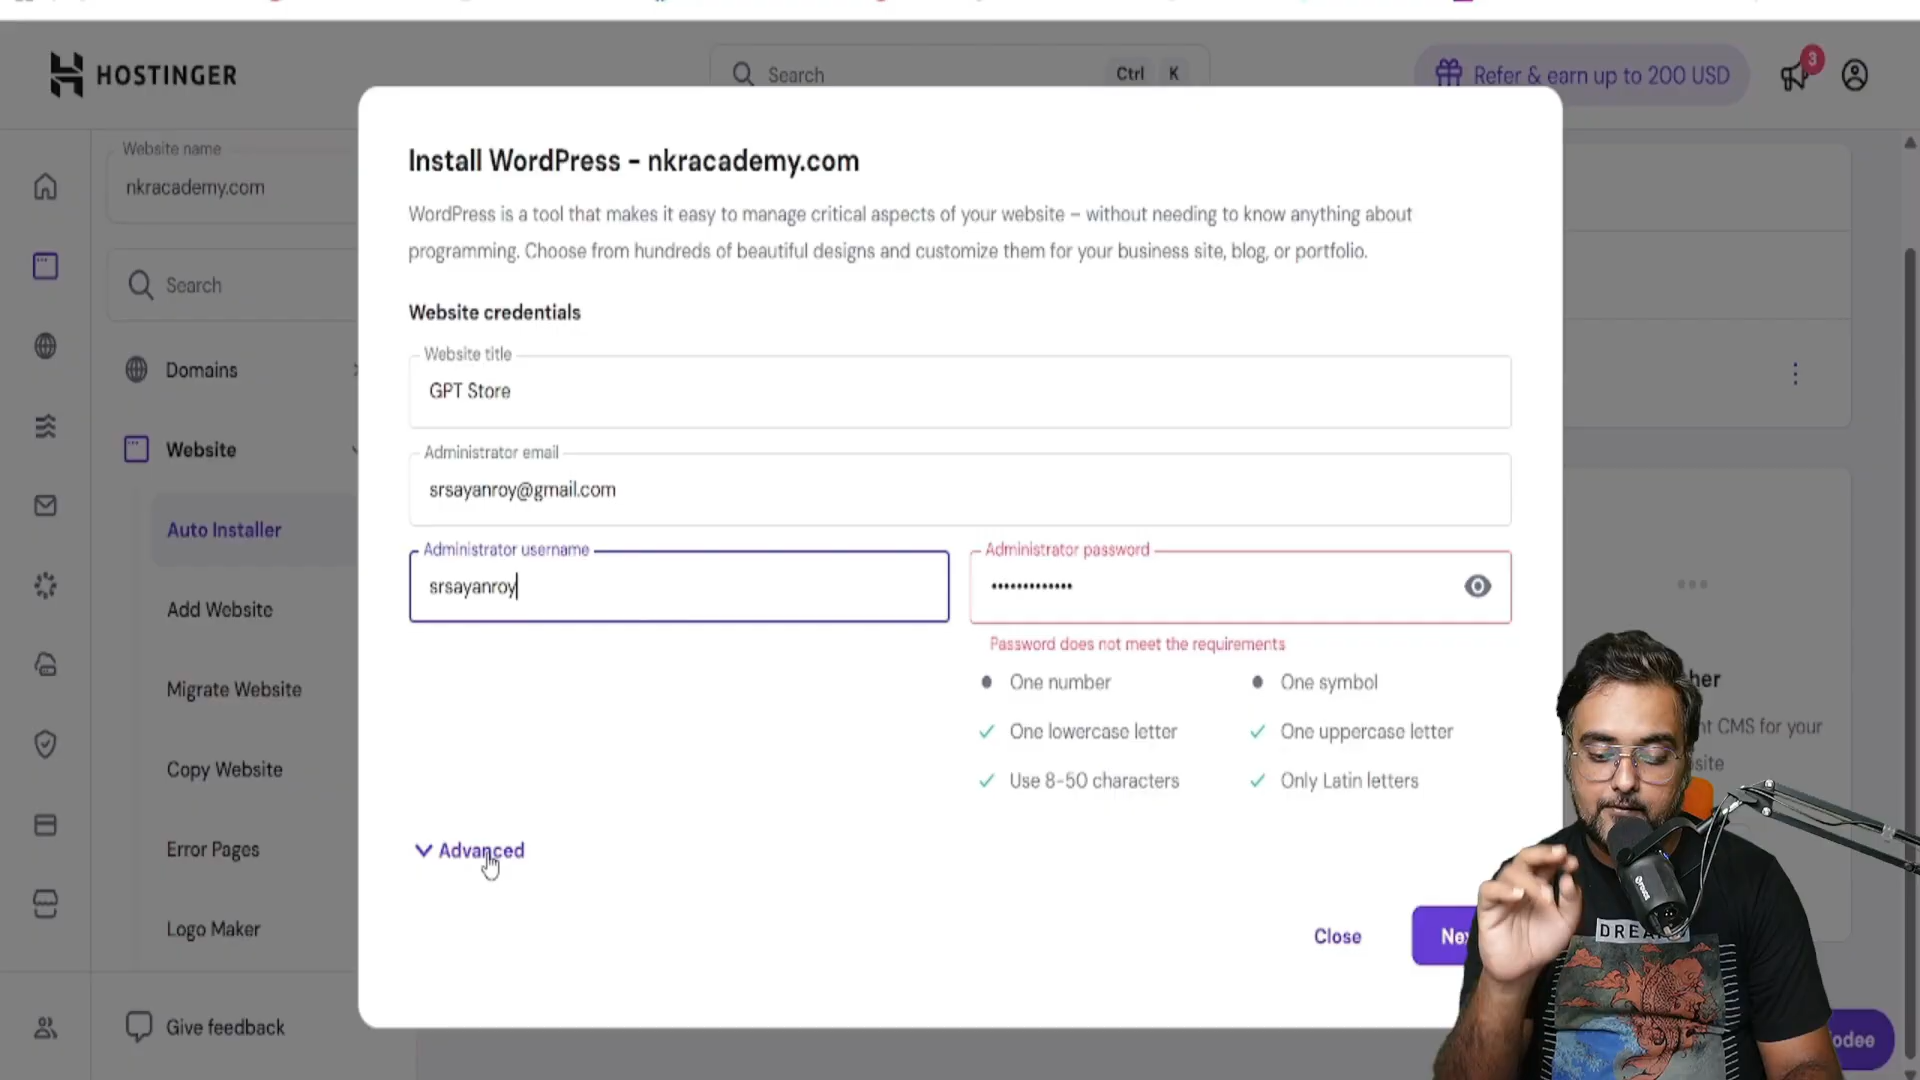 HOSTINGER
Search
Ctrl K
Refer & earn up to 200 USD
3
Website name
nkracademy.com
Search
Domains
Website
Auto Installer
Add Website
Migrate Website
Copy Website
Error Pages
Logo Maker
Give feedback
Install WordPress - nkracademy.com
WordPress is a tool that makes it easy to manage critical aspects of your website – without needing to know anything about
programming. Choose from hundreds of beautiful designs and customize them for your business site, blog, or portfolio.
Website credentials
Website title
GPT Store
Administrator email
srsayanroy@gmail.com
Administrator username
srsayanroy
Administrator password
•••••••••••••
Password does not meet the requirements
One number
One symbol
One lowercase letter
One uppercase letter
Use 8-50 characters
Only Latin letters
Advanced
Close
Nex
her
nt CMS for your
site
odee